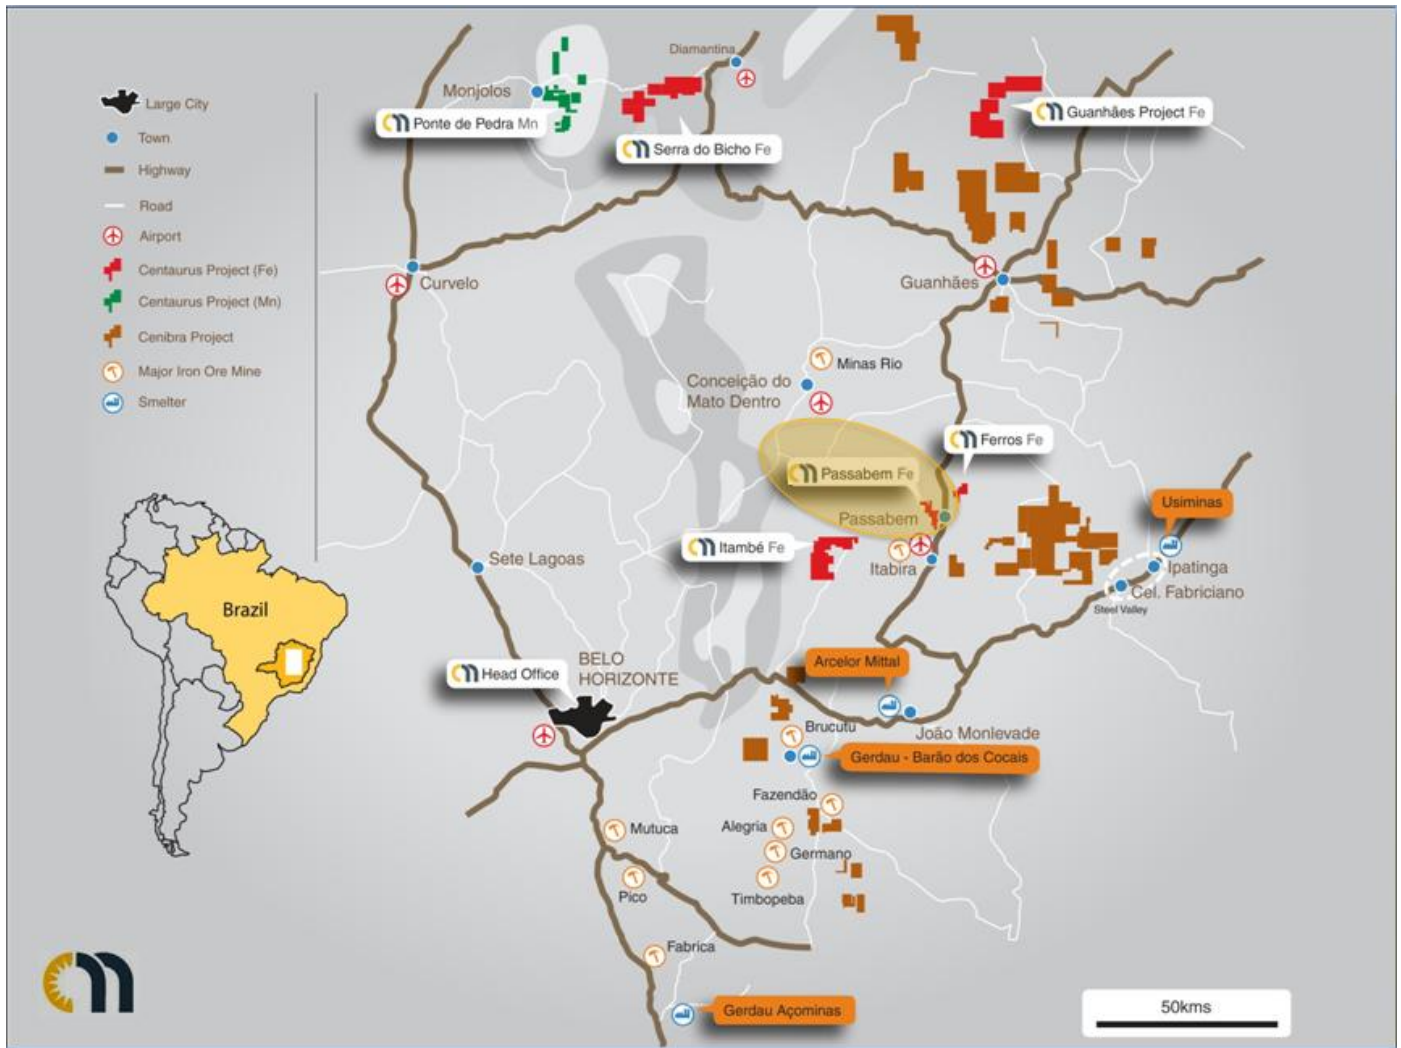 Large City
Town
Highway
Road
Airport
Centaurus Project (Fe)
Centaurus Project (Mn)
Cenibra Project
Major Iron Ore Mine
Smelter
Brazil
Diamantina
Monjolos
Ponte de Pedra Mn
Serra do Bicho Fe
Guanhães Project Fe
Curvelo
Guanhães
Minas Rio
Conceição do
Mato Dentro
Ferros Fe
Passabem Fe
Passabem
Usiminas
Itambé Fe
Itabira
Sete Lagoas
Ipatinga
Cel. Fabriciano
Steel Valley
Head Office
BELO
HORIZONTE
Arcelor Mittal
Brucutu
João Monlevade
Gerdau - Barão dos Cocais
Fazendão
Mutuca
Alegria
Germano
Pico
Timbopeba
Fabrica
Gerdau Açominas
50kms